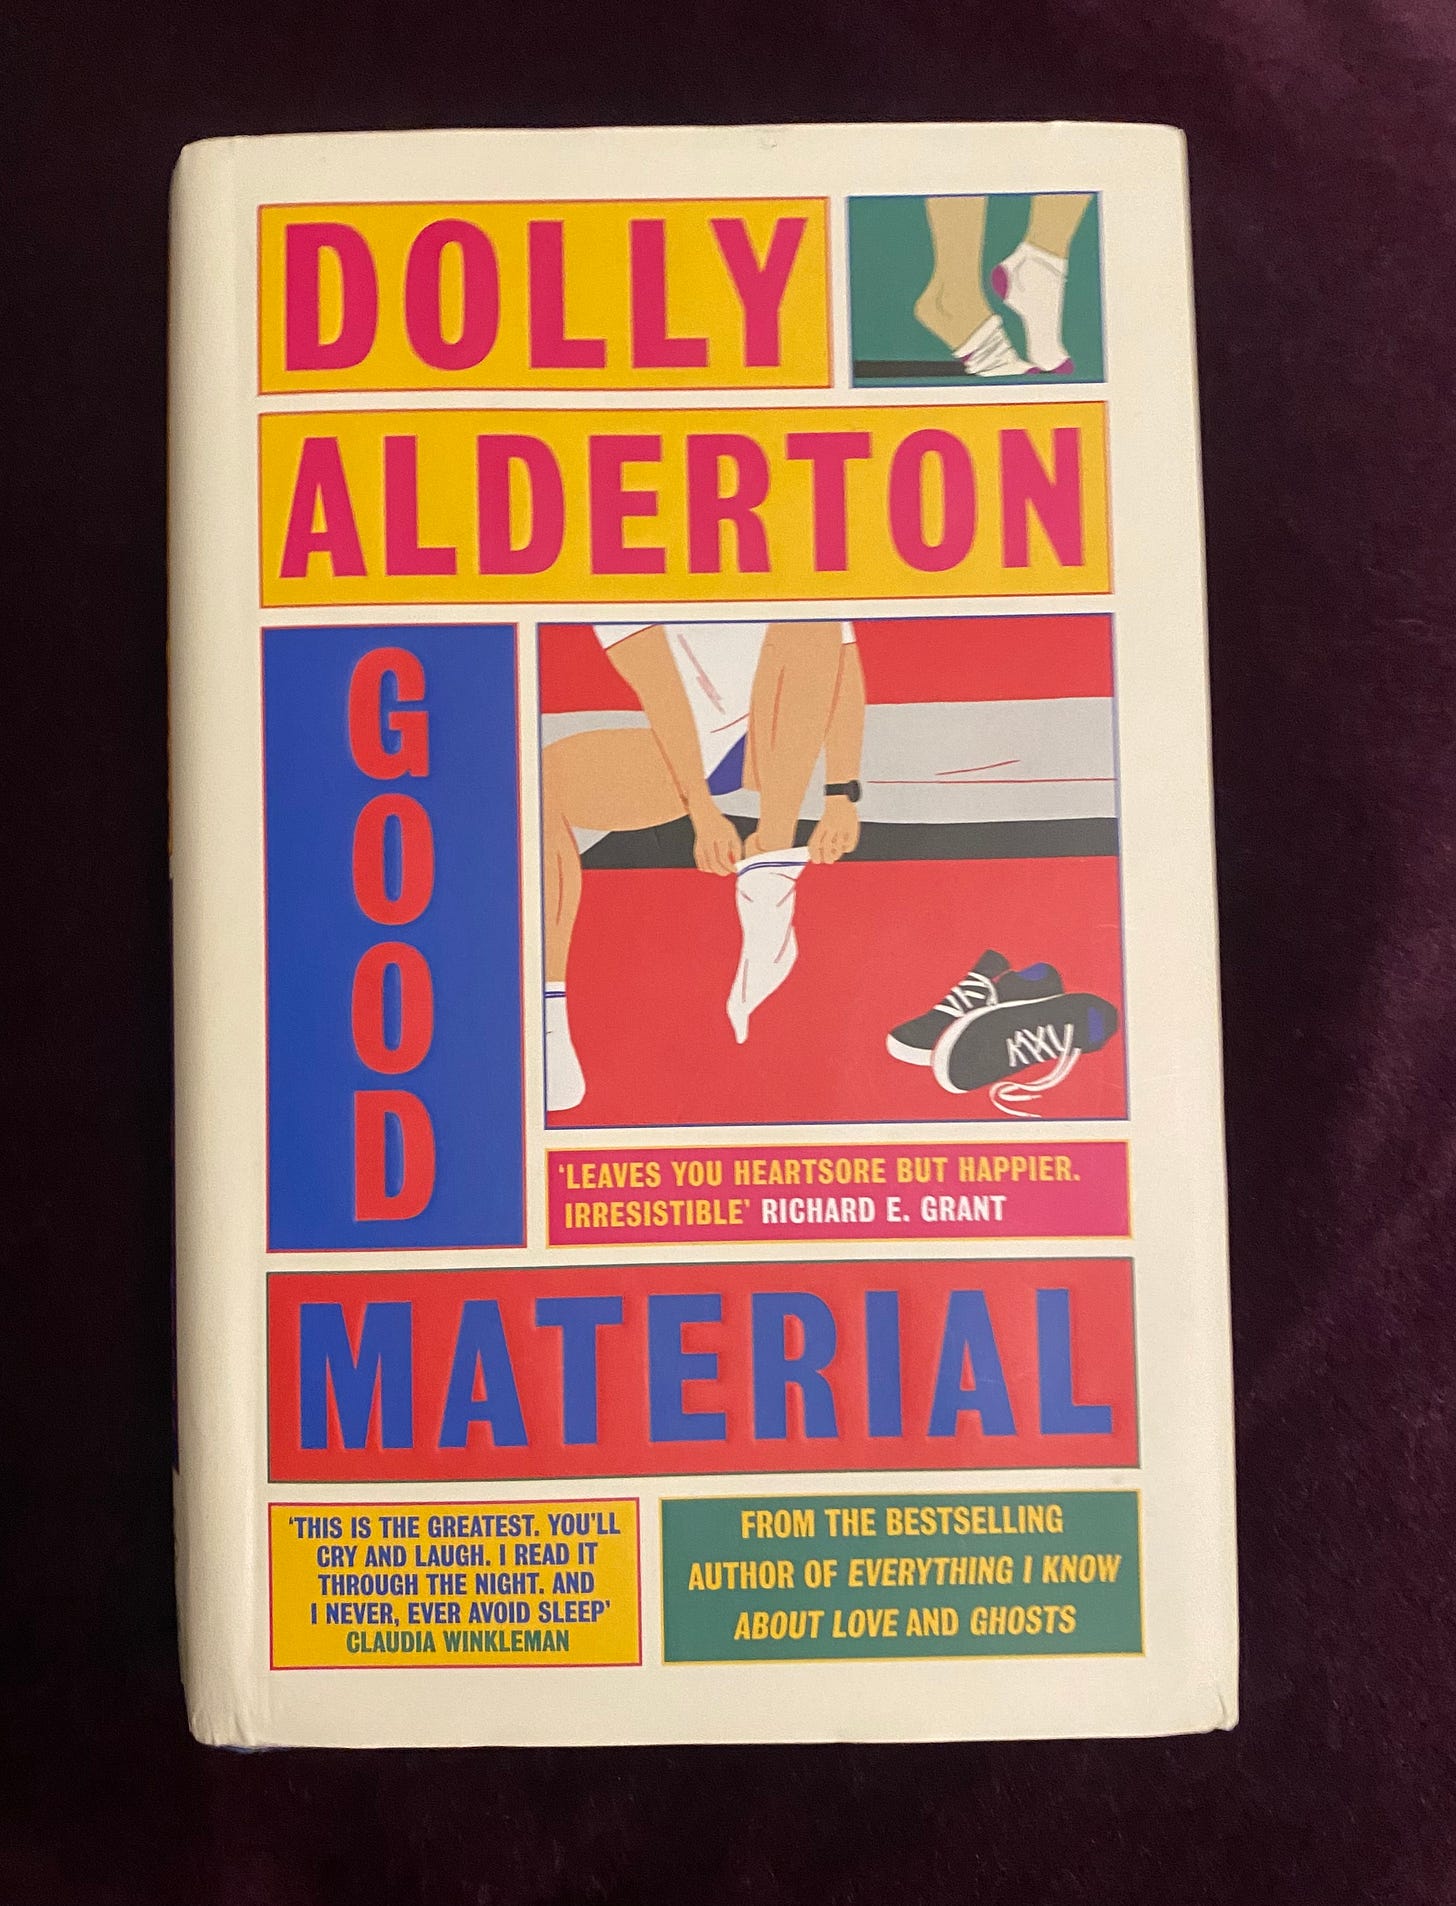 DOLLY
ALDERTON
GOOD
'LEAVES YOU HEARTSORE BUT HAPPIER.
IRRESISTIBLE' RICHARD E. GRANT
MATERIAL
'THIS IS THE GREATEST. YOU'LL
CRY AND LAUGH. I READ IT
THROUGH THE NIGHT. AND
I NEVER, EVER AVOID SLEEP'
CLAUDIA WINKLEMAN
FROM THE BESTSELLING
AUTHOR OF EVERYTHING I KNOW
ABOUT LOVE AND GHOSTS